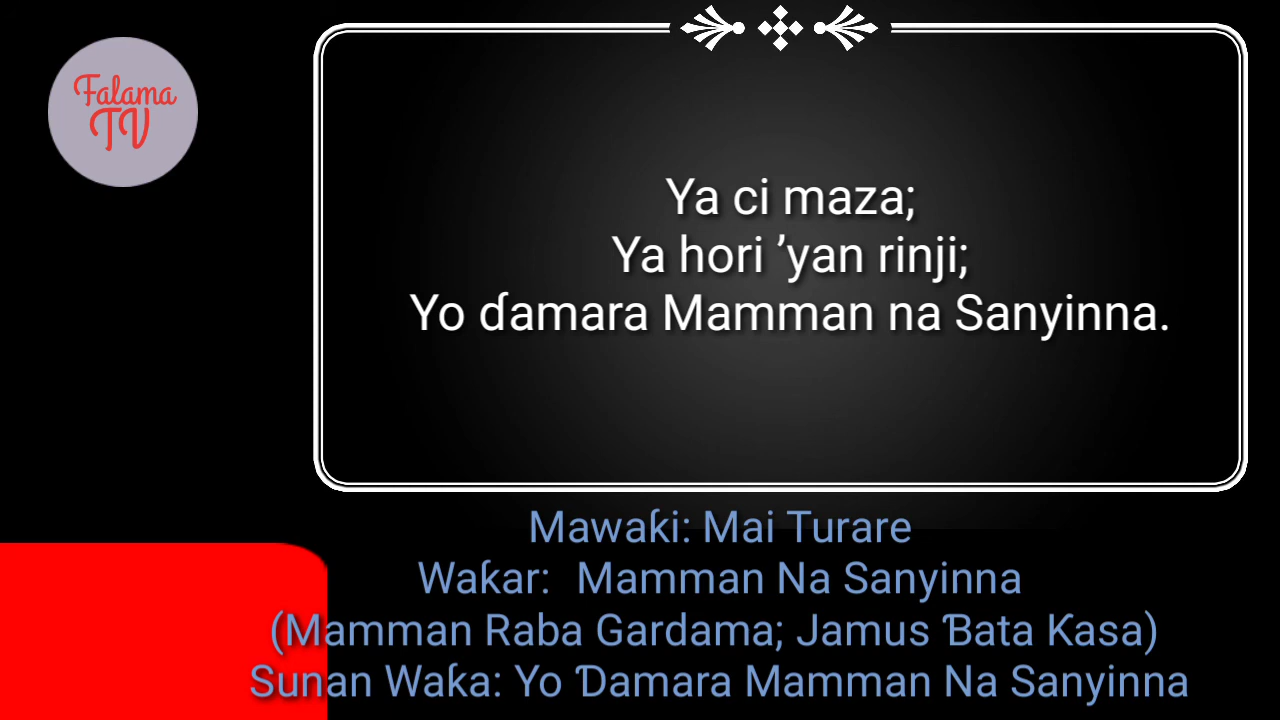 Falama
TV
Ya ci maza;
Ya hori ’yan rinji;
Yo ɗamara Mamman na Sanyinna.
Mawaƙi: Mai Turare
Waƙar: Mamman Na Sanyinna
(Mamman Raba Gardama; Jamus Ɓata Ƙasa)
Sunan Waƙa: Yo Ɗamara Mamman Na Sanyinna